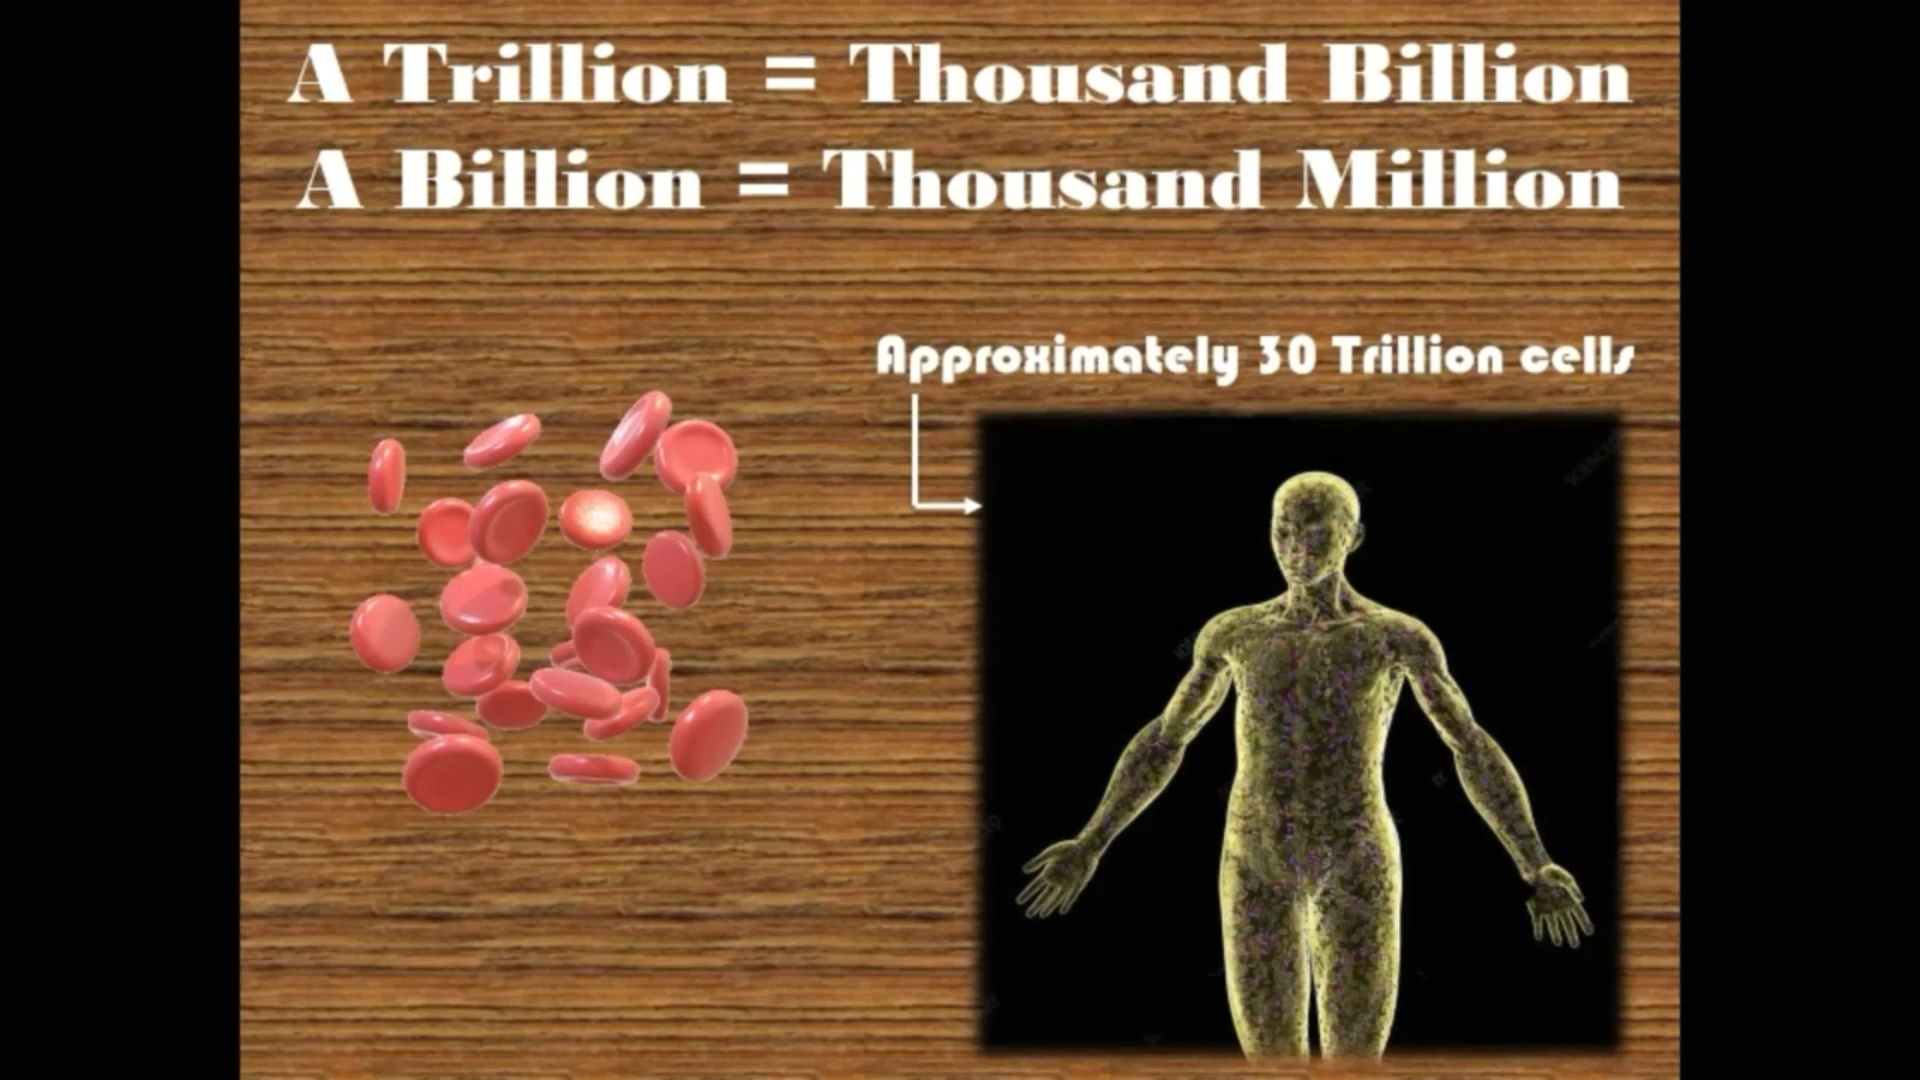 A Trillion = Thousand Billion
A Billion = Thousand Million
Approximately 30 Trillion cells